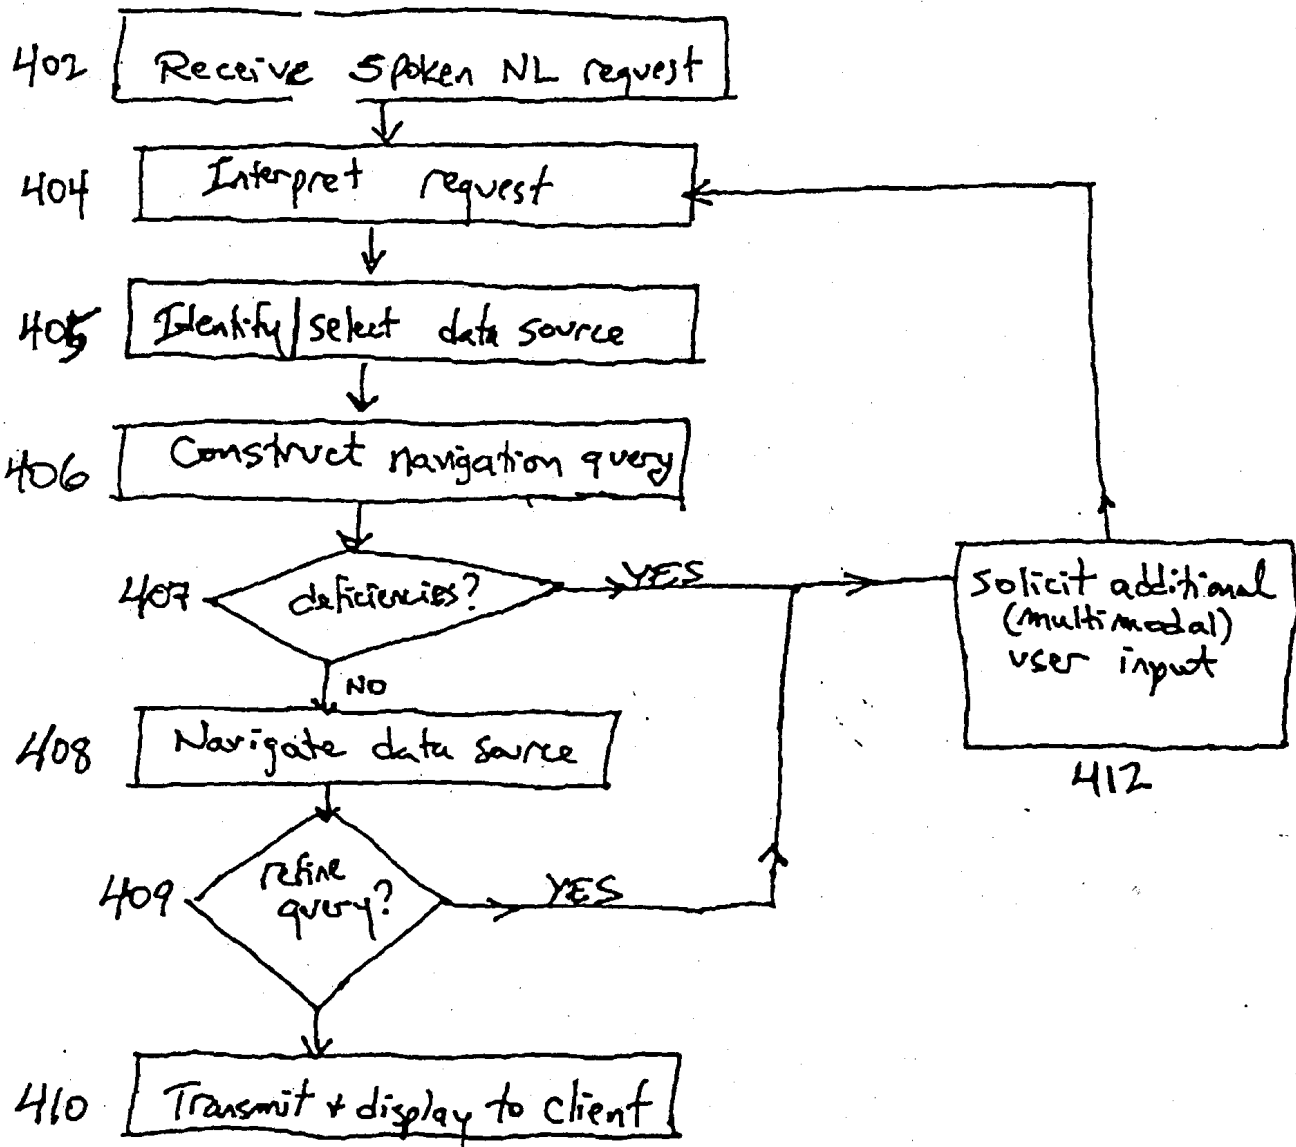 402 Receive Spoken NL request
404 Interpret request
405 Identify/select data source
406 Construct navigation query
407 deficiencies? YES
solicit additional
(multimodal)
user input
412
NO
408 Navigate data source
409 refine
query? YES
410 Transmit + display to client